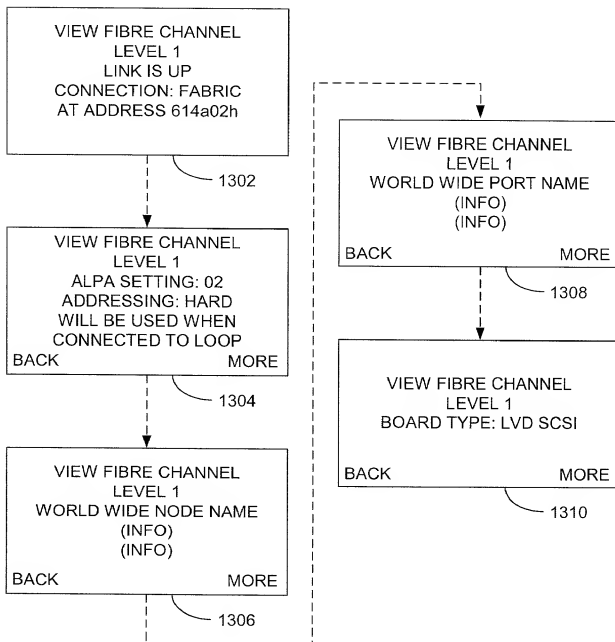 VIEW FIBRE CHANNEL
LEVEL 1
LINK IS UP
CONNECTION: FABRIC
AT ADDRESS 614a02h
1302
VIEW FIBRE CHANNEL
LEVEL 1
ALPA SETTING: 02
ADDRESSING: HARD
WILL BE USED WHEN
CONNECTED TO LOOP
BACK MORE
1304
VIEW FIBRE CHANNEL
LEVEL 1
WORLD WIDE NODE NAME
(INFO)
(INFO)
BACK MORE
1306
VIEW FIBRE CHANNEL
LEVEL 1
WORLD WIDE PORT NAME
(INFO)
(INFO)
BACK MORE
1308
VIEW FIBRE CHANNEL
LEVEL 1
BOARD TYPE: LVD SCSI
BACK MORE
1310